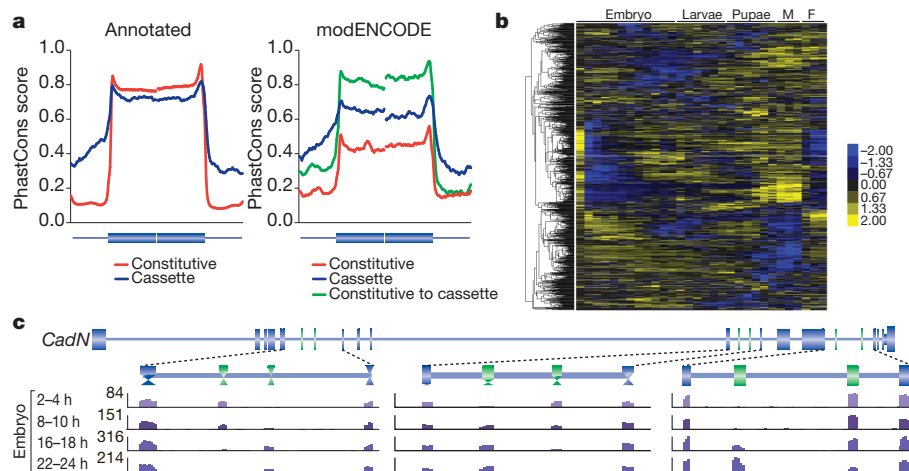 a
Annotated
PhastCons score
1.0
0.8
0.6
0.4
0.2
0.0
Constitutive
Cassette
modENCODE
PhastCons score
1.0
0.8
0.6
0.4
0.2
0.0
Constitutive
Cassette
Constitutive to cassette
b
Embryo Larvae Pupae M F
−2.00
−1.33
−0.67
0.00
0.67
1.33
2.00
c
CadN
Embryo
2–4 h 84
8–10 h 151
16–18 h 316
22–24 h 214